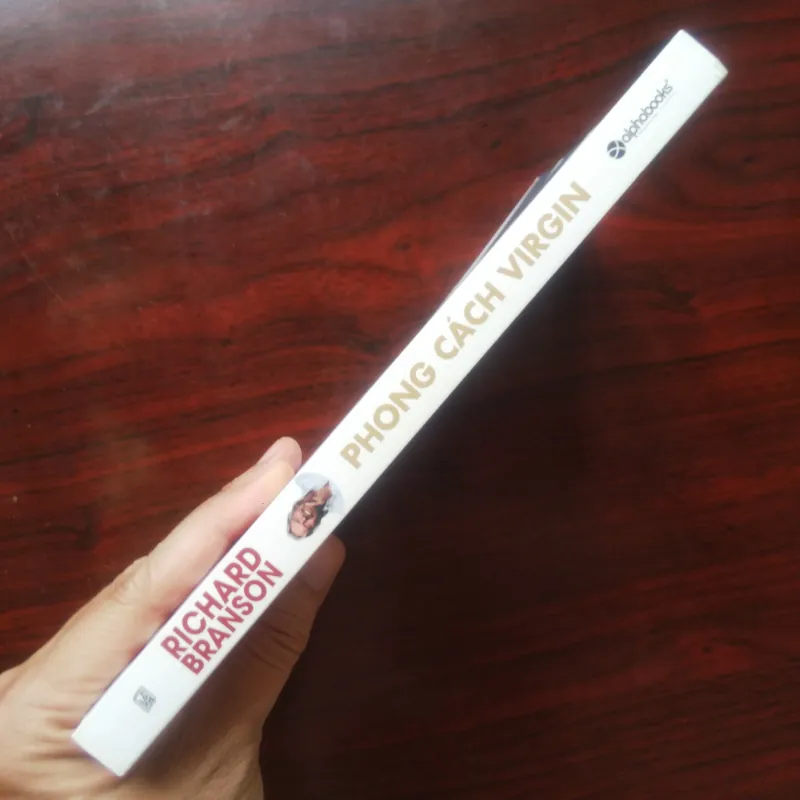 RICHARD
BRANSON
PHONG CÁCH VIRGIN
alphabooks